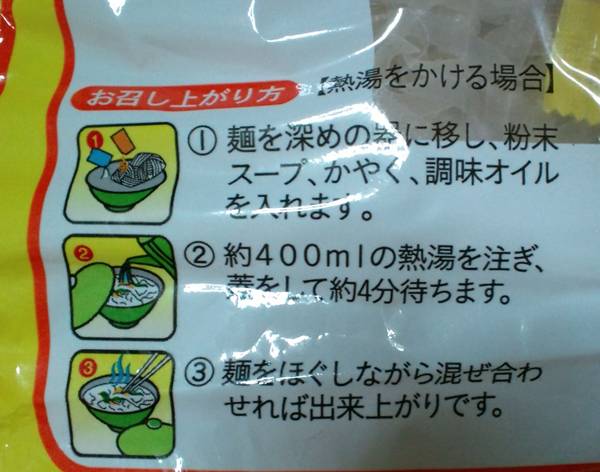 お召し上がり方
【熱湯をかける場合】
① 麺を深めの器に移し、粉末
スープ、かやく、調味オイル
を入れます。
② 約400mlの熱湯を注ぎ、
蓋をして約4分待ちます。
③ 麺をほぐしながら混ぜ合わ
せれば出来上がりです。
1
2
3